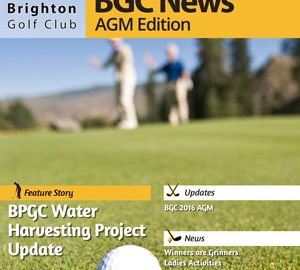 Brighton
Golf Club
BGC News
AGM Edition
Feature Story
BPGC Water
Harvesting Project
Update
Updates
BGC 2016 AGM
News
Winners are Grinners
Ladies Activities